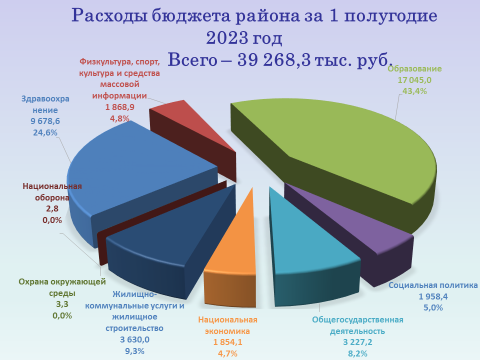 Расходы бюджета района за 1 полугодие
2023 год
Всего – 39 268,3 тыс. руб.
Образование
17 045,0
43,4%
Физкультура, спорт,
культура и средства
массовой
информации
1 868,9
4,8%
Здравоохра
нение
9 678,6
24,6%
Национальная
оборона
2,8
0,0%
Охрана окружающей
среды
3,3
0,0%
Жилищно-
коммунальные услуги и
жилищное
строительство
3 630,0
9,3%
Национальная
экономика
1 854,1
4,7%
Общегосударственная
деятельность
3 227,2
8,2%
Социальная политика
1 958,4
5,0%